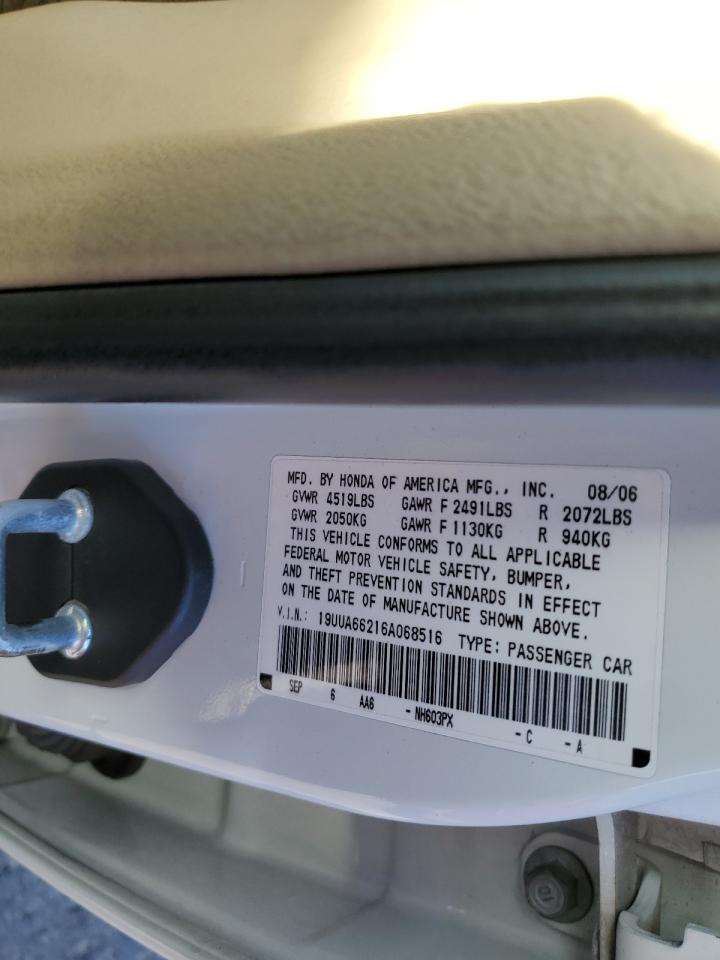 MFD. BY HONDA OF AMERICA MFG., INC. 08/06
GVWR 4519LBS GAWR F 2491LBS R 2072LBS
GVWR 2050KG GAWR F 1130KG R 940KG
THIS VEHICLE CONFORMS TO ALL APPLICABLE
FEDERAL MOTOR VEHICLE SAFETY, BUMPER,
AND THEFT PREVENTION STANDARDS IN EFFECT
ON THE DATE OF MANUFACTURE SHOWN ABOVE.
V.I.N.: 19UUA66216A068516 TYPE: PASSENGER CAR
SEP 6 AA6 - NH603PX - C - A